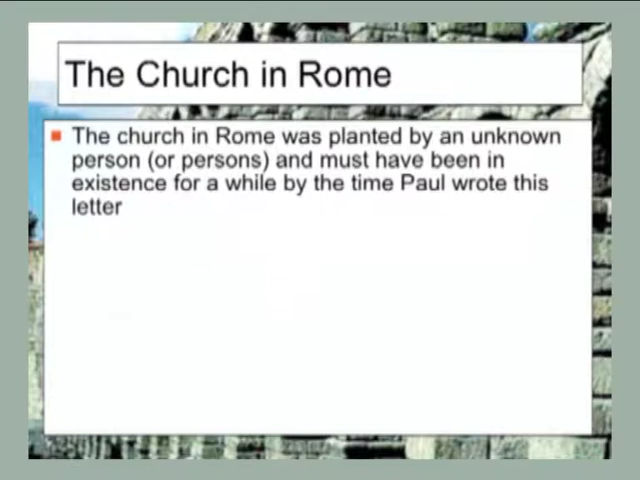 The Church in Rome
The church in Rome was planted by an unknown
person (or persons) and must have been in
existence for a while by the time Paul wrote this
letter